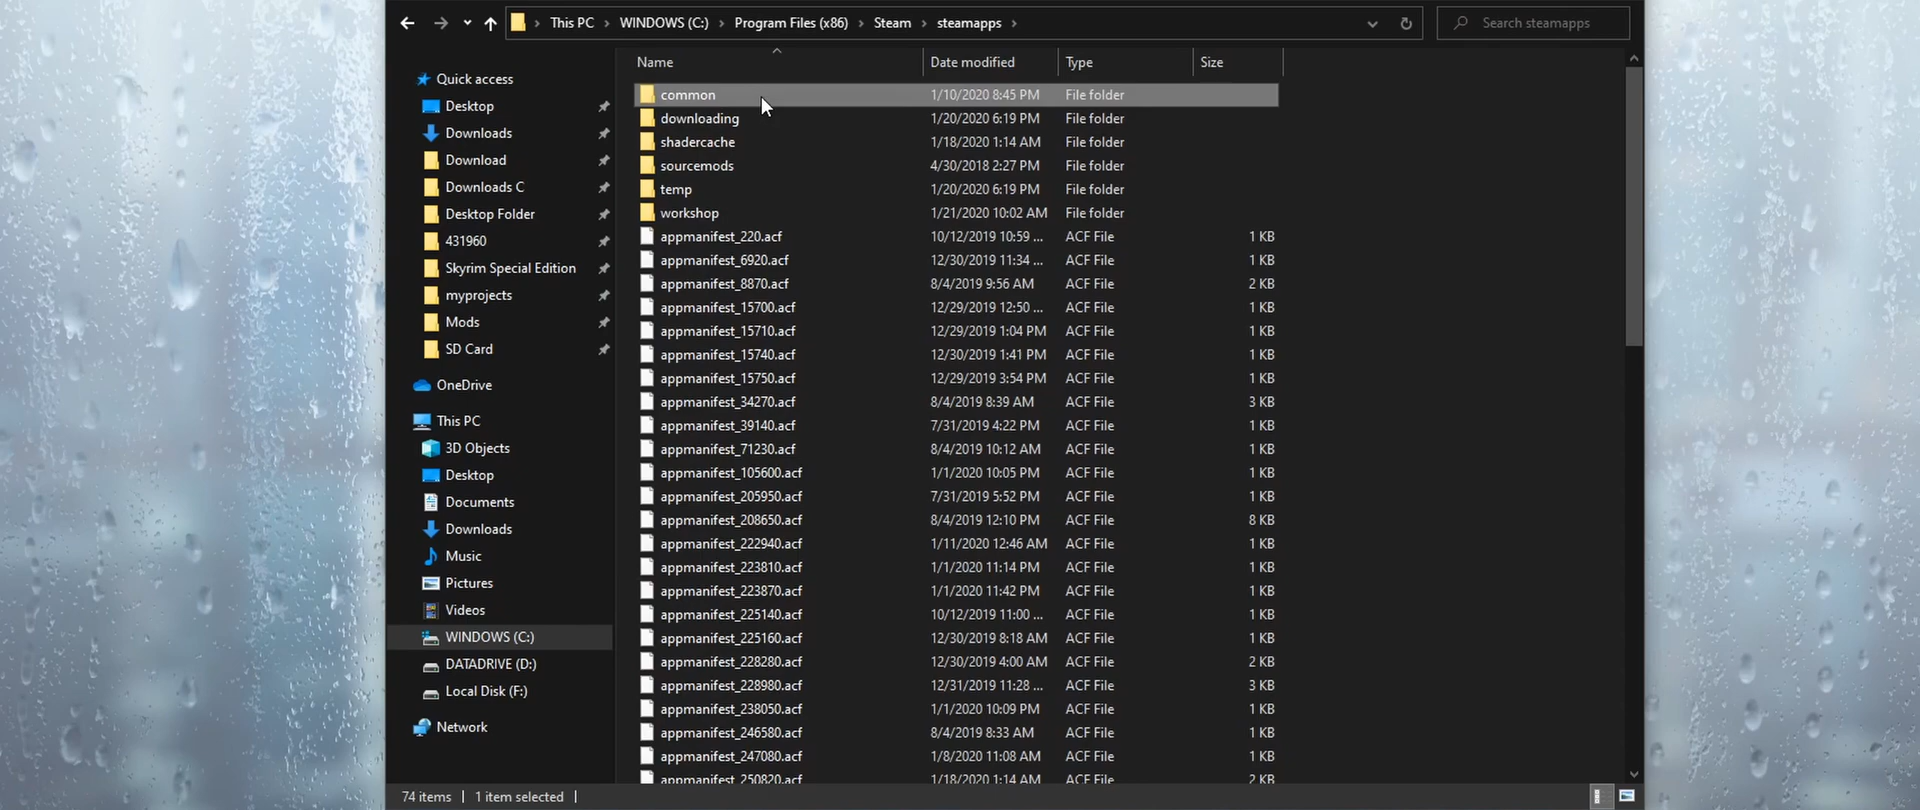 This PC > WINDOWS (C:) > Program Files (x86) > Steam > steamapps >
Search steamapps
Quick access
Desktop
Downloads
Download
Downloads C
Desktop Folder
431960
Skyrim Special Edition
myprojects
Mods
SD Card
OneDrive
This PC
3D Objects
Desktop
Documents
Downloads
Music
Pictures
Videos
WINDOWS (C:)
DATADRIVE (D:)
Local Disk (F:)
Network
Name Date modified Type Size
common 1/10/2020 8:45 PM File folder
downloading 1/20/2020 6:19 PM File folder
shadercache 1/18/2020 1:14 AM File folder
sourcemods 4/30/2018 2:27 PM File folder
temp 1/20/2020 6:19 PM File folder
workshop 1/21/2020 10:02 AM File folder
appmanifest_220.acf 10/12/2019 10:59 ... ACF File 1 KB
appmanifest_6920.acf 12/30/2019 11:34 ... ACF File 1 KB
appmanifest_8870.acf 8/4/2019 9:56 AM ACF File 2 KB
appmanifest_15700.acf 12/29/2019 12:50 ... ACF File 1 KB
appmanifest_15710.acf 12/29/2019 1:04 PM ACF File 1 KB
appmanifest_15740.acf 12/30/2019 1:41 PM ACF File 1 KB
appmanifest_15750.acf 12/29/2019 3:54 PM ACF File 1 KB
appmanifest_34270.acf 8/4/2019 8:39 AM ACF File 3 KB
appmanifest_39140.acf 7/31/2019 4:22 PM ACF File 1 KB
appmanifest_71230.acf 8/4/2019 10:12 AM ACF File 1 KB
appmanifest_105600.acf 1/1/2020 10:05 PM ACF File 1 KB
appmanifest_205950.acf 7/31/2019 5:52 PM ACF File 1 KB
appmanifest_208650.acf 8/4/2019 12:10 PM ACF File 8 KB
appmanifest_222940.acf 1/11/2020 12:46 AM ACF File 1 KB
appmanifest_223810.acf 1/1/2020 11:14 PM ACF File 1 KB
appmanifest_223870.acf 1/1/2020 11:42 PM ACF File 1 KB
appmanifest_225140.acf 10/12/2019 11:00 ... ACF File 1 KB
appmanifest_225160.acf 12/30/2019 8:18 AM ACF File 1 KB
appmanifest_228280.acf 12/30/2019 4:00 AM ACF File 2 KB
appmanifest_228980.acf 12/31/2019 11:28 ... ACF File 3 KB
appmanifest_238050.acf 1/1/2020 10:09 PM ACF File 1 KB
appmanifest_246580.acf 8/4/2019 8:33 AM ACF File 1 KB
appmanifest_247080.acf 1/8/2020 11:08 AM ACF File 1 KB
appmanifest_250820.acf 1/18/2020 1:14 AM ACF File 2 KB
74 items | 1 item selected |